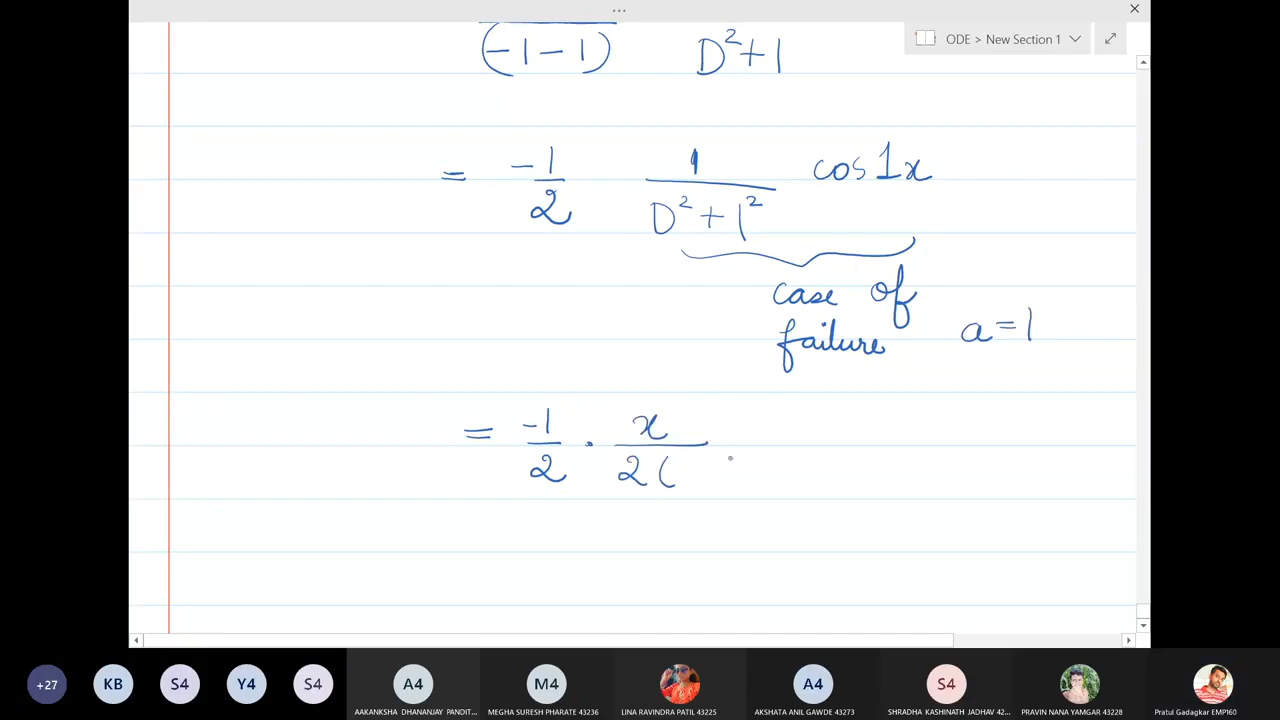 ODE > New Section 1
(-1-1) D²+1
= -1/2 1/(D²+1²) cos1x
case of
failure a=1
= -1/2 . x/2(
+27 KB S4 Y4 S4 A4 M4 A4 S4
AAKANKSHA DHANANJAY PANDIT... MEGHA SURESH PHARATE 43236 LINA RAVINDRA PATIL 43225 AKSHATA ANIL GAWDE 43273 SHRADHA KASHINATH JADHAV 42... PRAVIN NANA YAMGAR 43228 Pratul Gadagkar EMP160